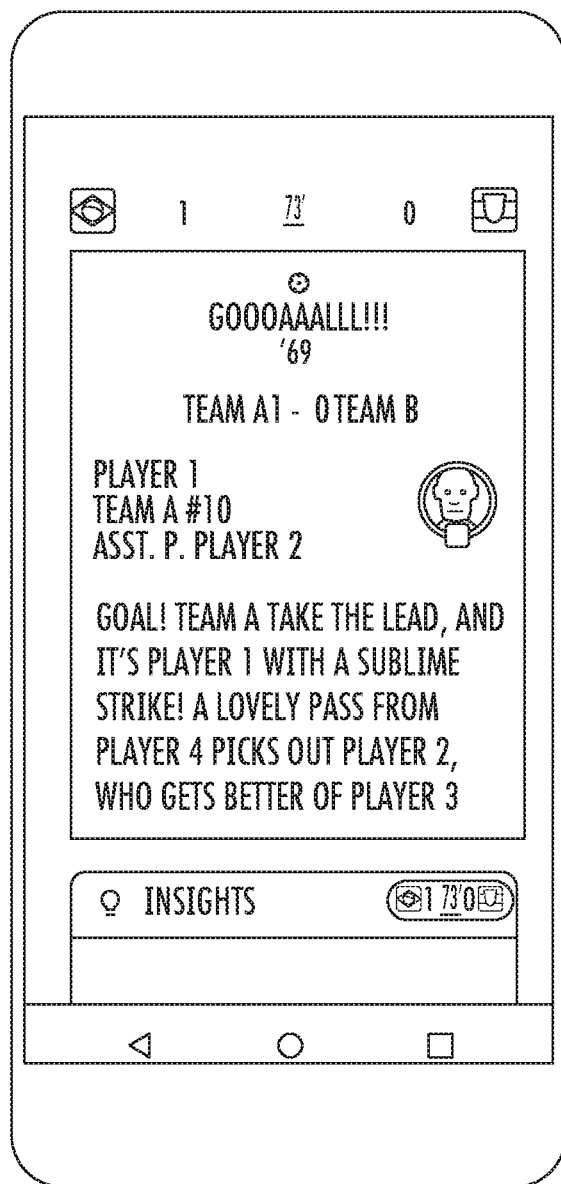 1 73' 0
GOOOAAALLL!!!
'69
TEAM A1 - 0TEAM B
PLAYER 1
TEAM A #10
ASST. P. PLAYER 2
GOAL! TEAM A TAKE THE LEAD, AND
IT'S PLAYER 1 WITH A SUBLIME
STRIKE! A LOVELY PASS FROM
PLAYER 4 PICKS OUT PLAYER 2,
WHO GETS BETTER OF PLAYER 3
INSIGHTS 1 73' 0